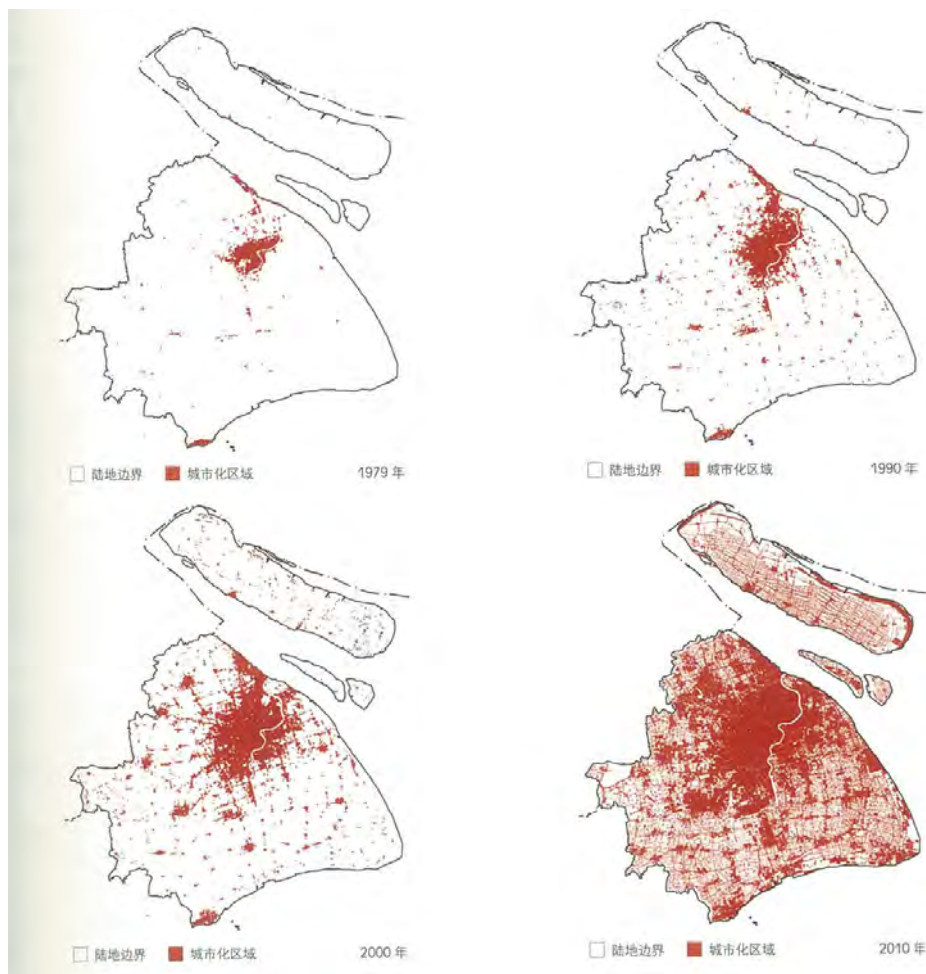 陆地边界 城市化区域 1979 年
陆地边界 城市化区域 1990 年
陆地边界 城市化区域 2000 年
陆地边界 城市化区域 2010 年